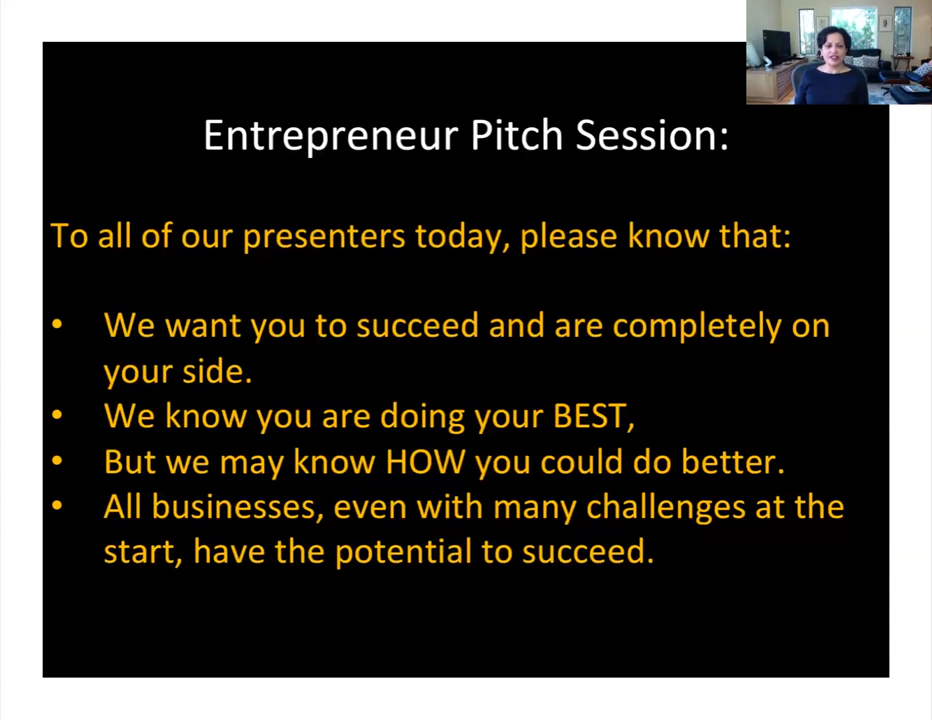 Entrepreneur Pitch Session:
To all of our presenters today, please know that:
• We want you to succeed and are completely on
your side.
• We know you are doing your BEST,
• But we may know HOW you could do better.
• All businesses, even with many challenges at the
start, have the potential to succeed.